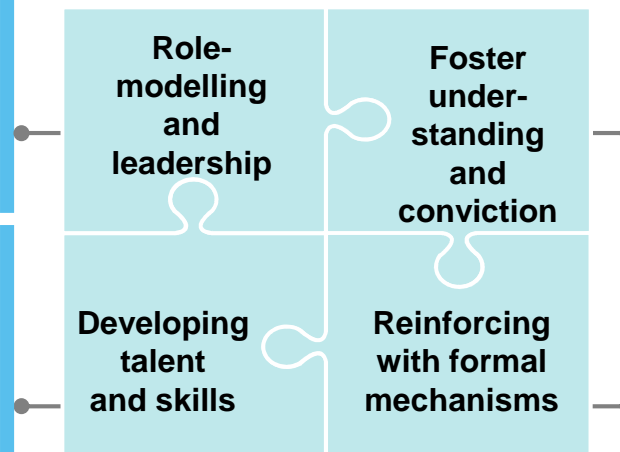 Role-
modelling
and
leadership
Foster
under-
standing
and
conviction
Developing
talent
and skills
Reinforcing
with formal
mechanisms